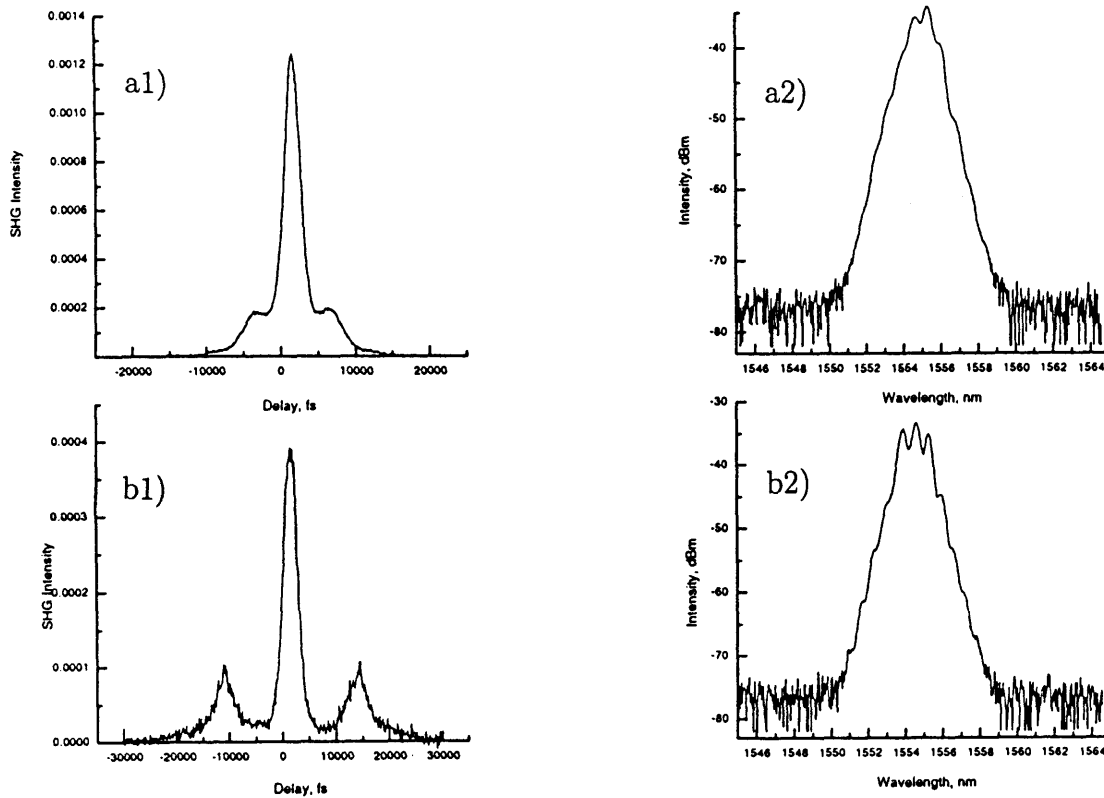 a1)
SHG Intensity
0.0014
0.0012
0.0010
0.0008
0.0006
0.0004
0.0002
-20000 -10000 0 10000 20000
Delay, fs
a2)
Intensity, dBm
-40
-50
-60
-70
-80
1546 1548 1550 1552 1554 1556 1558 1560 1562 1564
Wavelength, nm
b1)
SHG Intensity
0.0004
0.0003
0.0002
0.0001
0.0000
-30000 -20000 -10000 0 10000 20000 30000
Delay, fs
b2)
Intensity, dBm
-30
-40
-50
-60
-70
-80
1546 1548 1550 1552 1554 1556 1558 1560 1562 1564
Wavelength, nm